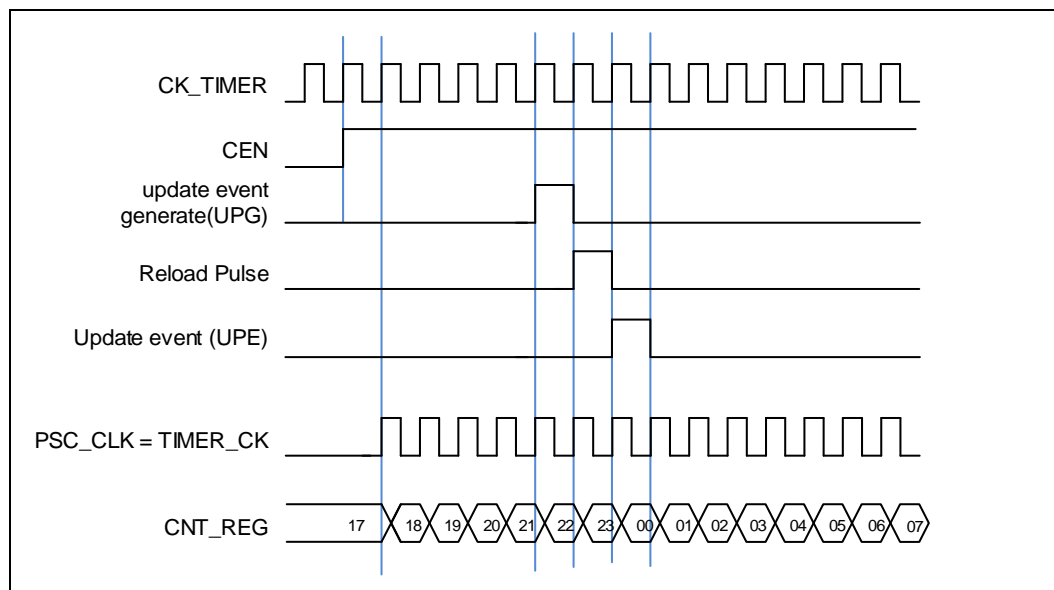 CK_TIMER
CEN
update event
generate(UPG)
Reload Pulse
Update event (UPE)
PSC_CLK = TIMER_CK
CNT_REG 17 18 19 20 21 22 23 00 01 02 03 04 05 06 07